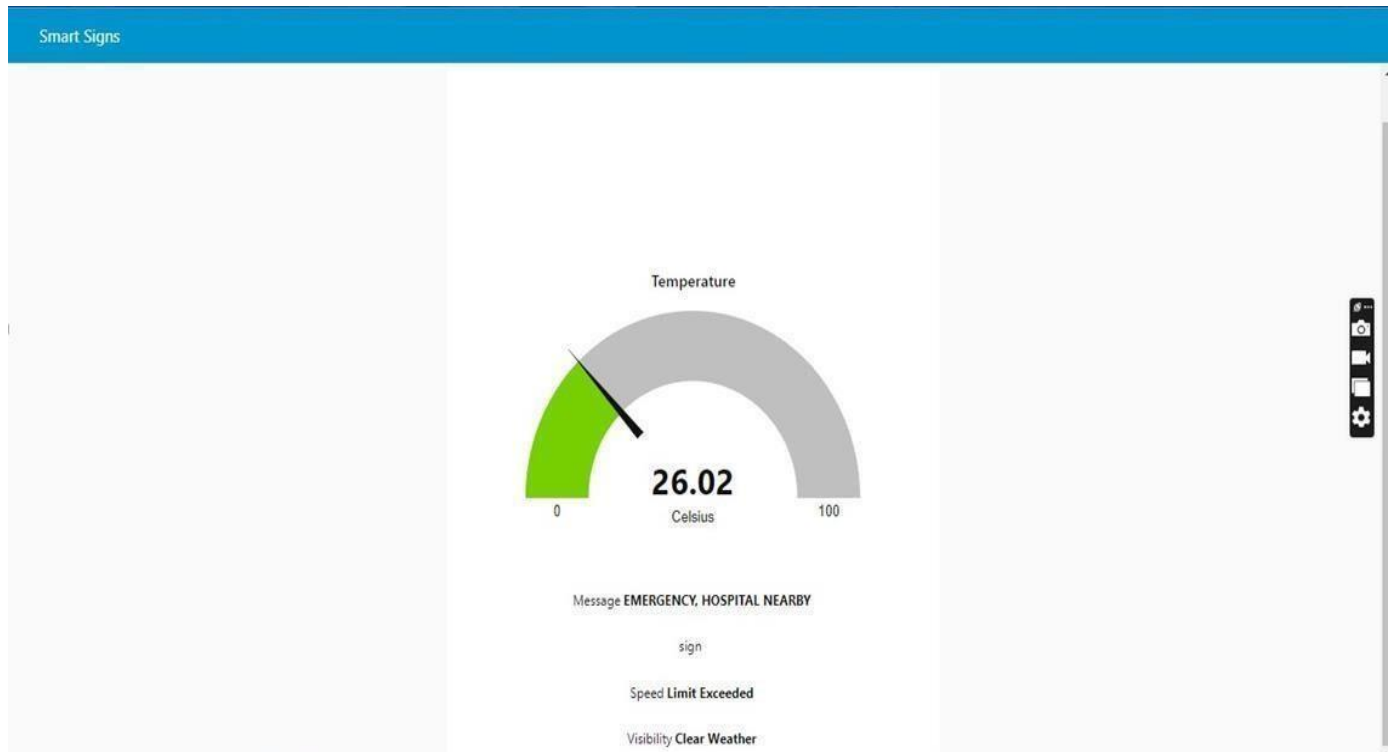 Smart Signs
Temperature
26.02
0
Celsius
100
Message EMERGENCY, HOSPITAL NEARBY
sign
Speed Limit Exceeded
Visibility Clear Weather